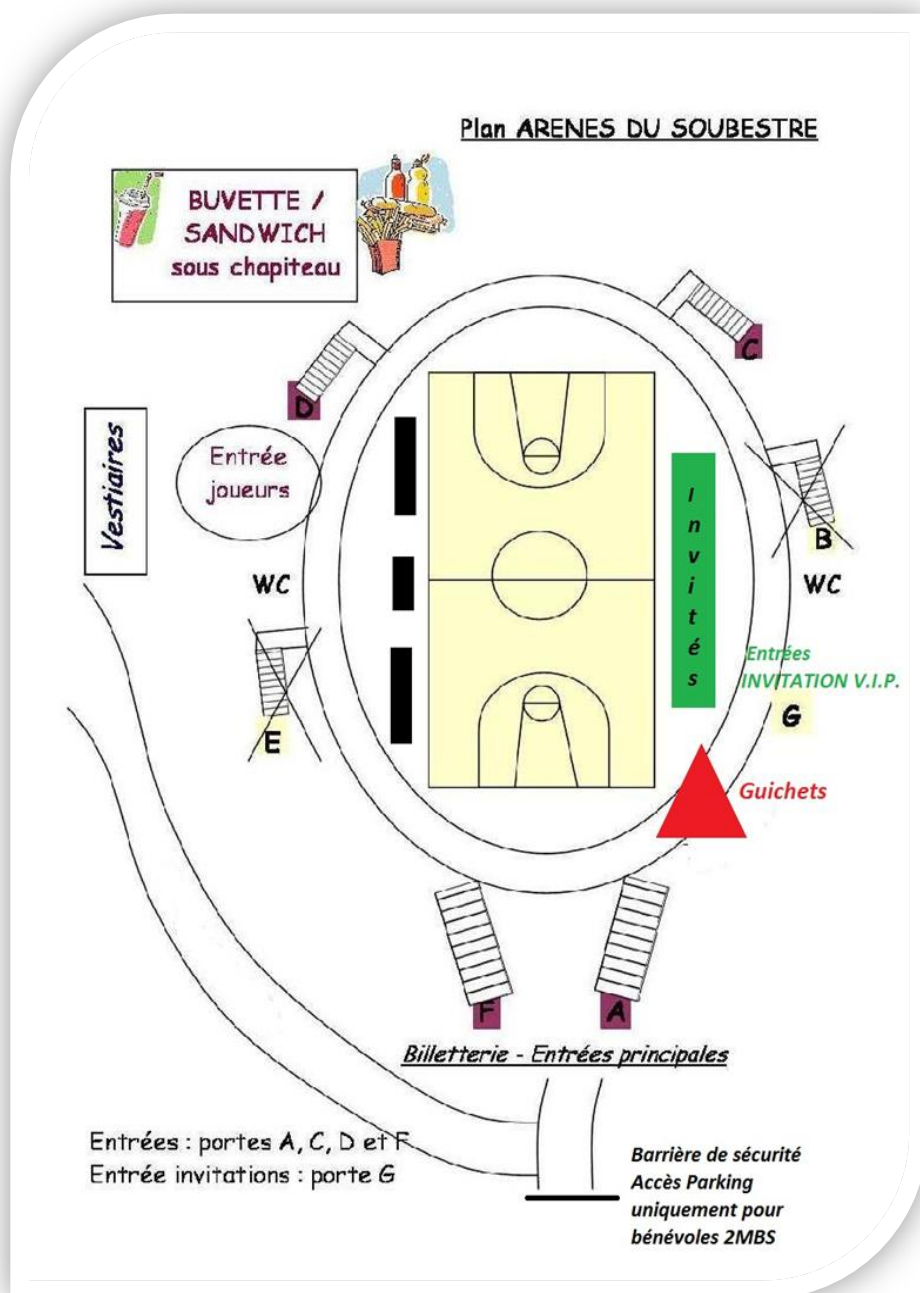 Plan ARENES DU SOUBESTRE
BUVETTE /
SANDWICH
sous chapiteau
C
D
Vestiaires
Entrée
joueurs
Invités
B
WC
WC
Entrées
INVITATION V.I.P.
G
E
Guichets
F
A
Billetterie - Entrées principales
Entrées : portes A, C, D et F
Entrée invitations : porte G
Barrière de sécurité
Accès Parking
uniquement pour
bénévoles 2MBS